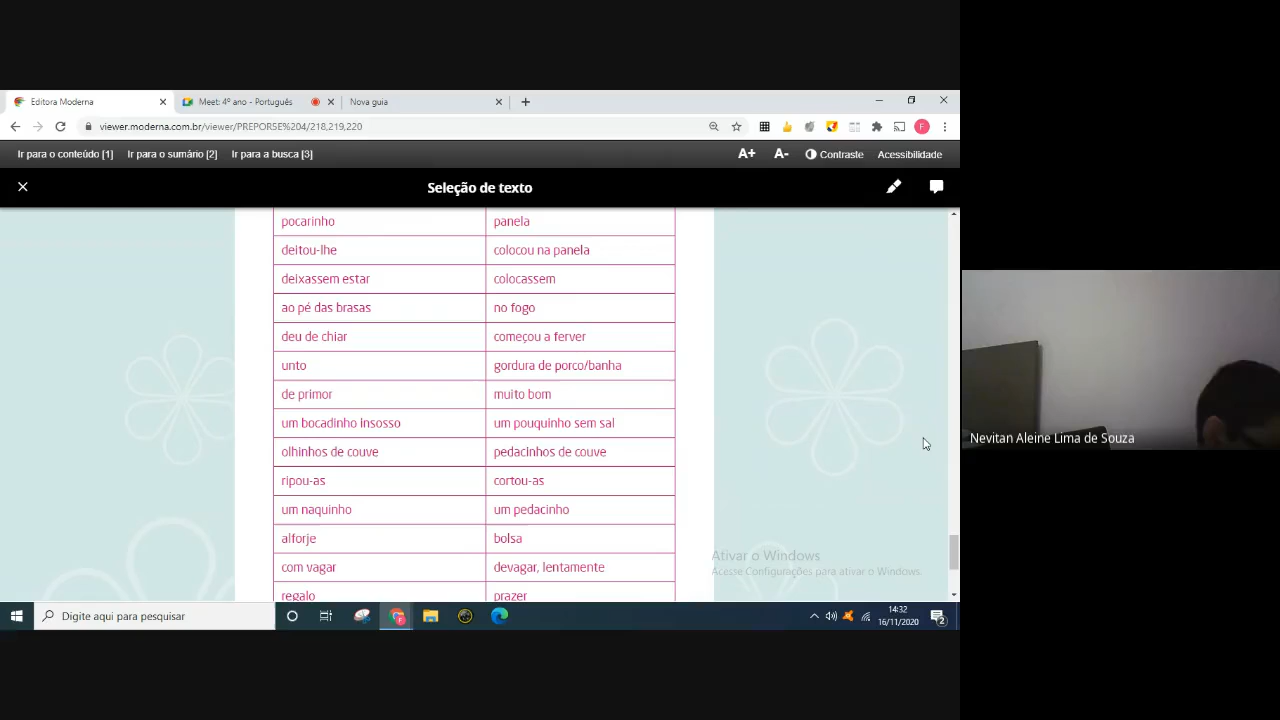 Editora Moderna
Meet: 4º ano - Português
Nova guia
viewer.moderna.com.br/viewer/PREPORSE%204/218,219,220
Ir para o conteúdo [1] Ir para o sumário [2] Ir para a busca [3] A+ A- Contraste Acessibilidade
Seleção de texto
pocarinho panela
deitou-lhe colocou na panela
deixassem estar colocassem
ao pé das brasas no fogo
deu de chiar começou a ferver
unto gordura de porco/banha
de primor muito bom
um bocadinho insosso um pouquinho sem sal
olhinhos de couve pedacinhos de couve
ripou-as cortou-as
um naquinho um pedacinho
alforje bolsa
com vagar devagar, lentamente
regalo prazer
Nevitan Aleine Lima de Souza
Ativar o Windows
Acesse Configurações para ativar o Windows.
Digite aqui para pesquisar
14:32
16/11/2020
2